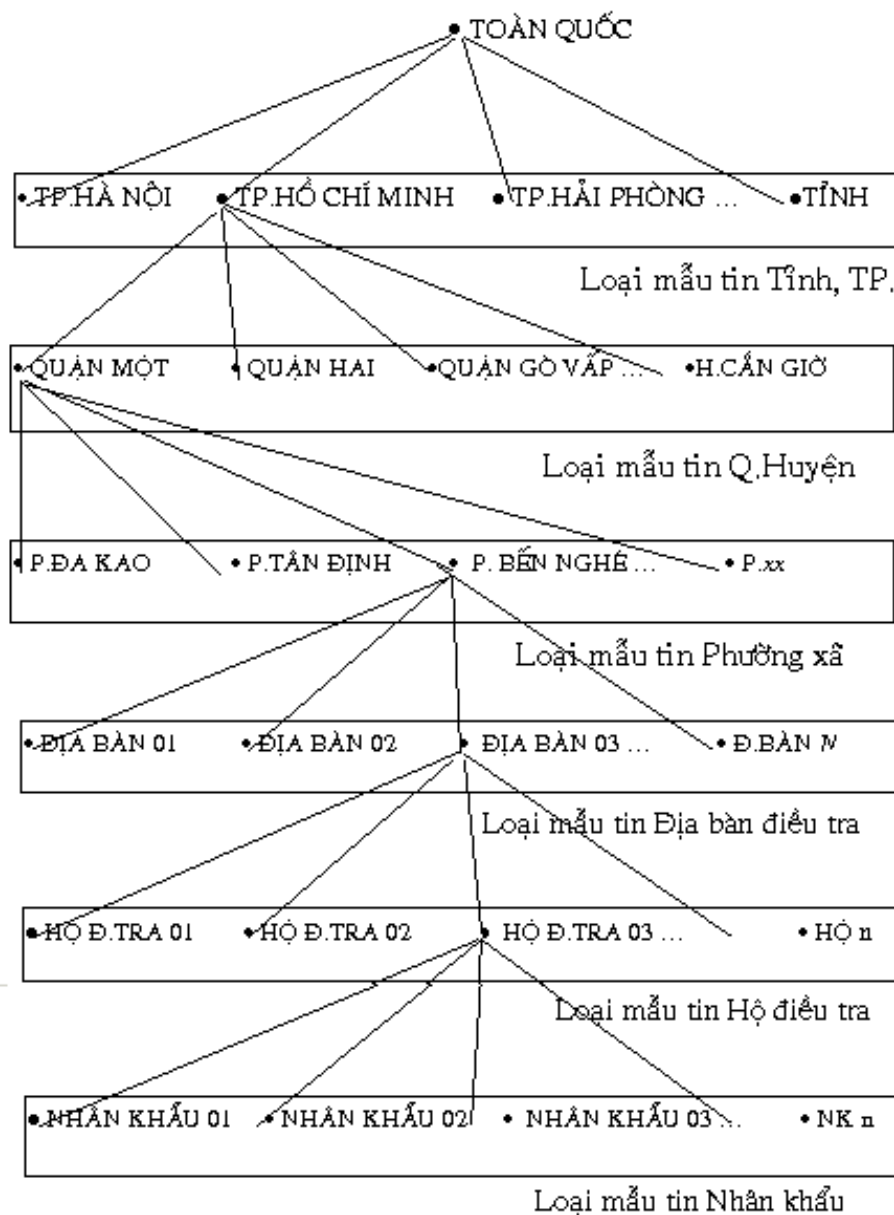 • TOÀN QUỐC
• TP.HÀ NỘI • TP.HỒ CHÍ MINH • TP.HẢI PHÒNG ... • TỈNH
Loại mẫu tin Tỉnh, TP.
• QUẬN MỘT • QUẬN HAI • QUẬN GÒ VẤP ... • H.CẦN GIỜ
Loại mẫu tin Q.Huyện
• P.ĐA KAO • P.TÂN ĐỊNH • P. BẾN NGHÉ ... • P.xx
Loại mẫu tin Phường xã
• ĐỊA BÀN 01 • ĐỊA BÀN 02 • ĐỊA BÀN 03 ... • Đ.BÀN N
Loại mẫu tin Địa bàn điều tra
• HỘ Đ.TRA 01 • HỘ Đ.TRA 02 • HỘ Đ.TRA 03 ... • HỘ n
Loại mẫu tin Hộ điều tra
• NHÂN KHẨU 01 • NHÂN KHẨU 02 • NHÂN KHẨU 03 ... • NK n
Loại mẫu tin Nhân khẩu